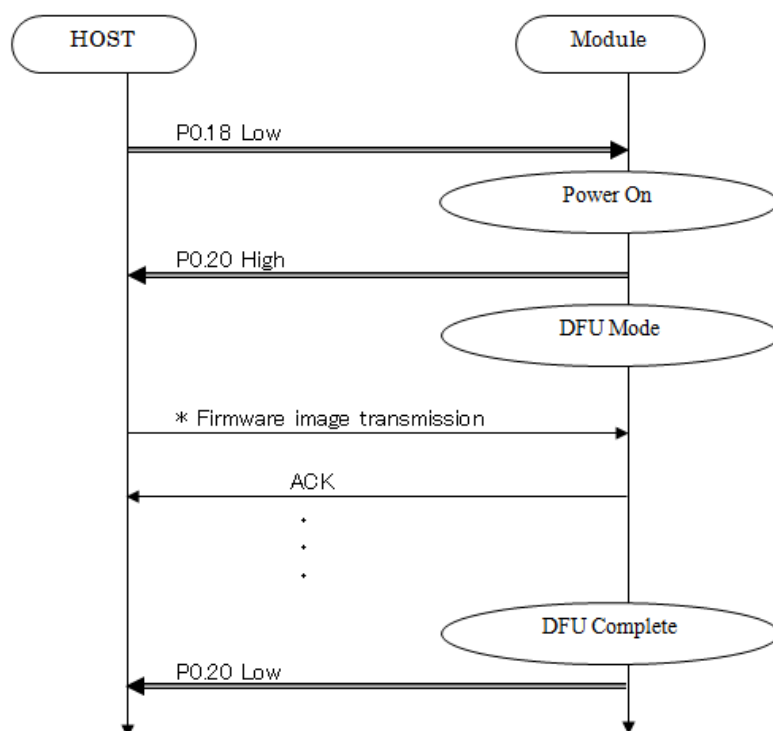 HOST
Module
P0.18 Low
Power On
P0.20 High
DFU Mode
* Firmware image transmission
ACK
DFU Complete
P0.20 Low